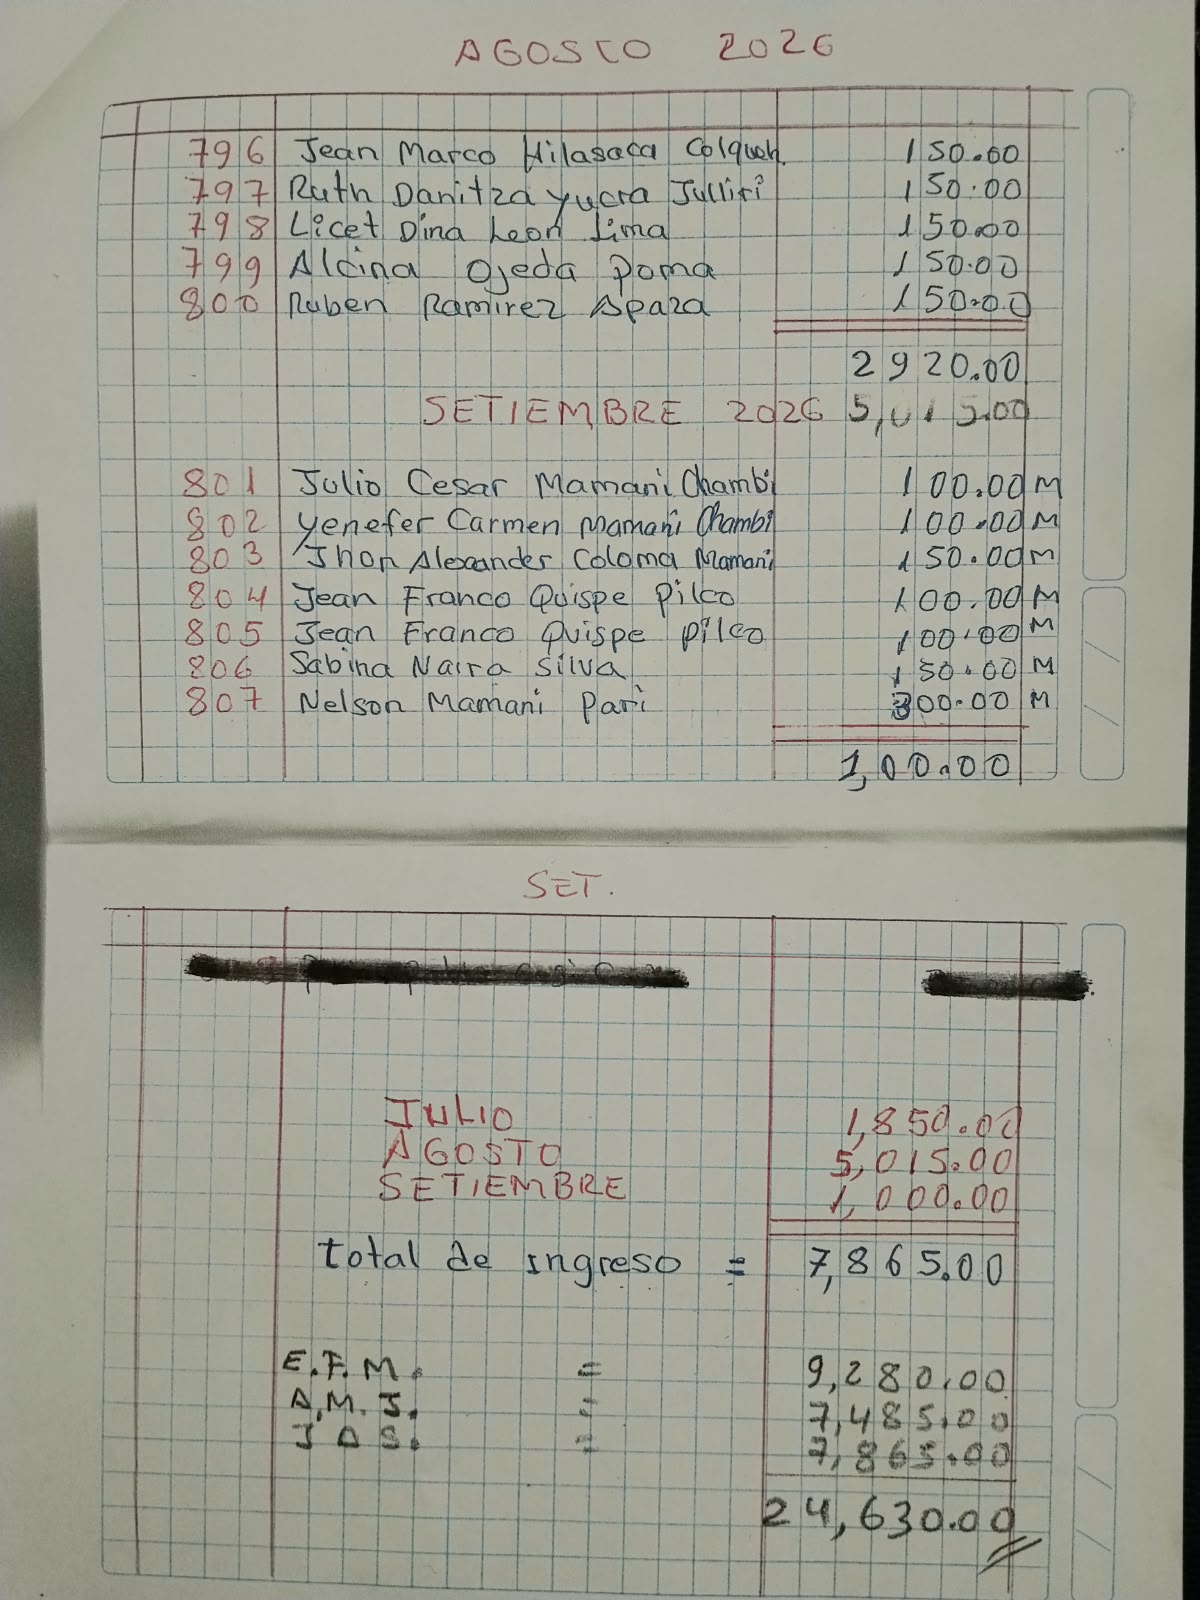 AGOSTO 2026
796 Jean Marco Hilasaca Colqueh. 150.00
797 Ruth Danitza Yucra Julliri 150.00
798 Licet Dina Leon Lima 150.00
799 Alcina Ojeda Poma 150.00
800 Ruben Ramirez Apaza 150.00
2920.00
SETIEMBRE 2026 5,015.00
801 Julio Cesar Mamani Chambi 100.00 M
802 Yenefer Carmen Mamani Chambi 100.00 M
803 Jhon Alexander Coloma Mamani 150.00 M
804 Jean Franco Quispe Pilco 100.00 M
805 Jean Franco Quispe Pilco 100.00 M
806 Sabina Naira Silva 150.00 M
807 Nelson Mamani Pari 300.00 M
1,00.00
SET.
JULIO 1,850.00
AGOSTO 5,015.00
SETIEMBRE 1,000.00
total de ingreso = 7,865.00
E.F.M. = 9,280.00
A.M.J. = 7,485.00
J A S. = 7,865.00
24,630.00